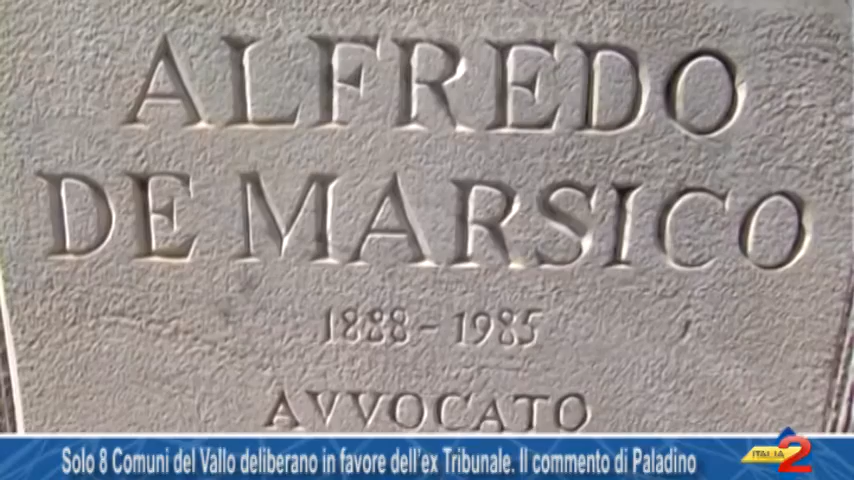 ALFREDO
DE MARSICO
1888 - 1985
AVVOCATO
Solo 8 Comuni del Vallo deliberano in favore dell'ex Tribunale. Il commento di Paladino
ITALIA 2